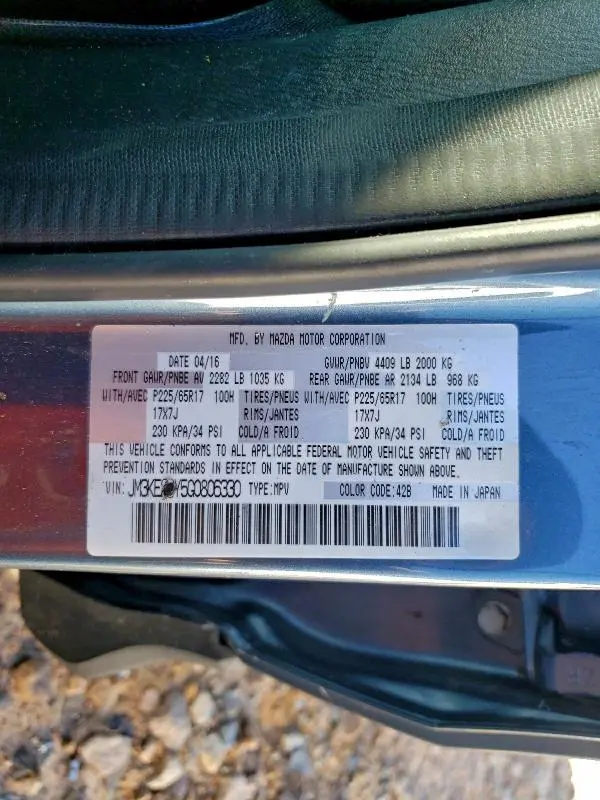 MFD. BY MAZDA MOTOR CORPORATION
DATE 04/16 GVWR/PNBV 4409 LB 2000 KG
FRONT GAWR/PNBE AV 2282 LB 1035 KG REAR GAWR/PNBE AR 2134 LB 968 KG
WITH/AVEC P225/65R17 100H TIRES/PNEUS WITH/AVEC P225/65R17 100H TIRES/PNEUS
17X7J RIMS/JANTES 17X7J RIMS/JANTES
230 KPA/34 PSI COLD/A FROID 230 KPA/34 PSI COLD/A FROID
THIS VEHICLE CONFORMS TO ALL APPLICABLE FEDERAL MOTOR VEHICLE SAFETY AND THEFT
PREVENTION STANDARDS IN EFFECT ON THE DATE OF MANUFACTURE SHOWN ABOVE.
VIN: TYPE:MPV COLOR CODE:42B MADE IN JAPAN